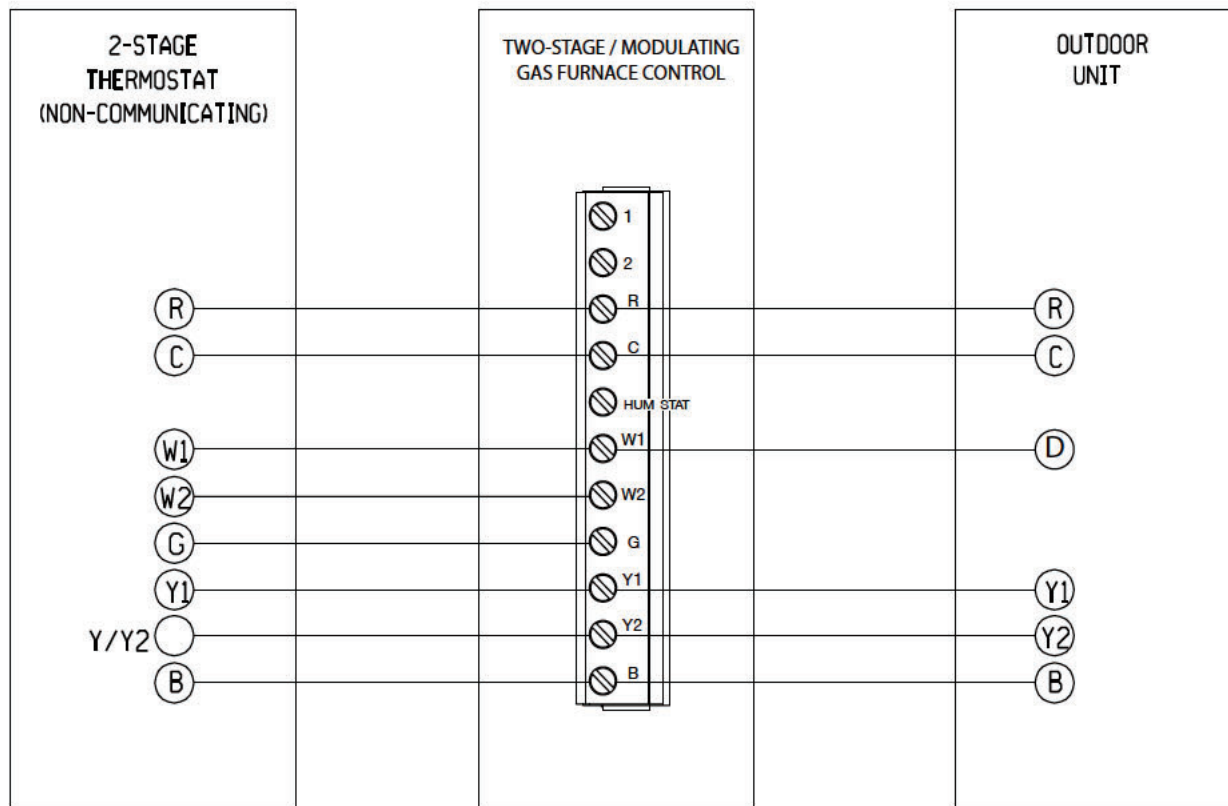 2-STAGE
THERMOSTAT
(NON-COMMUNICATING)
R
C
W1
W2
G
Y1
Y/Y2
B
TWO-STAGE / MODULATING
GAS FURNACE CONTROL
1
2
R
C
HUM STAT
W1
W2
G
Y1
Y2
B
OUTDOOR
UNIT
R
C
D
Y1
Y2
B